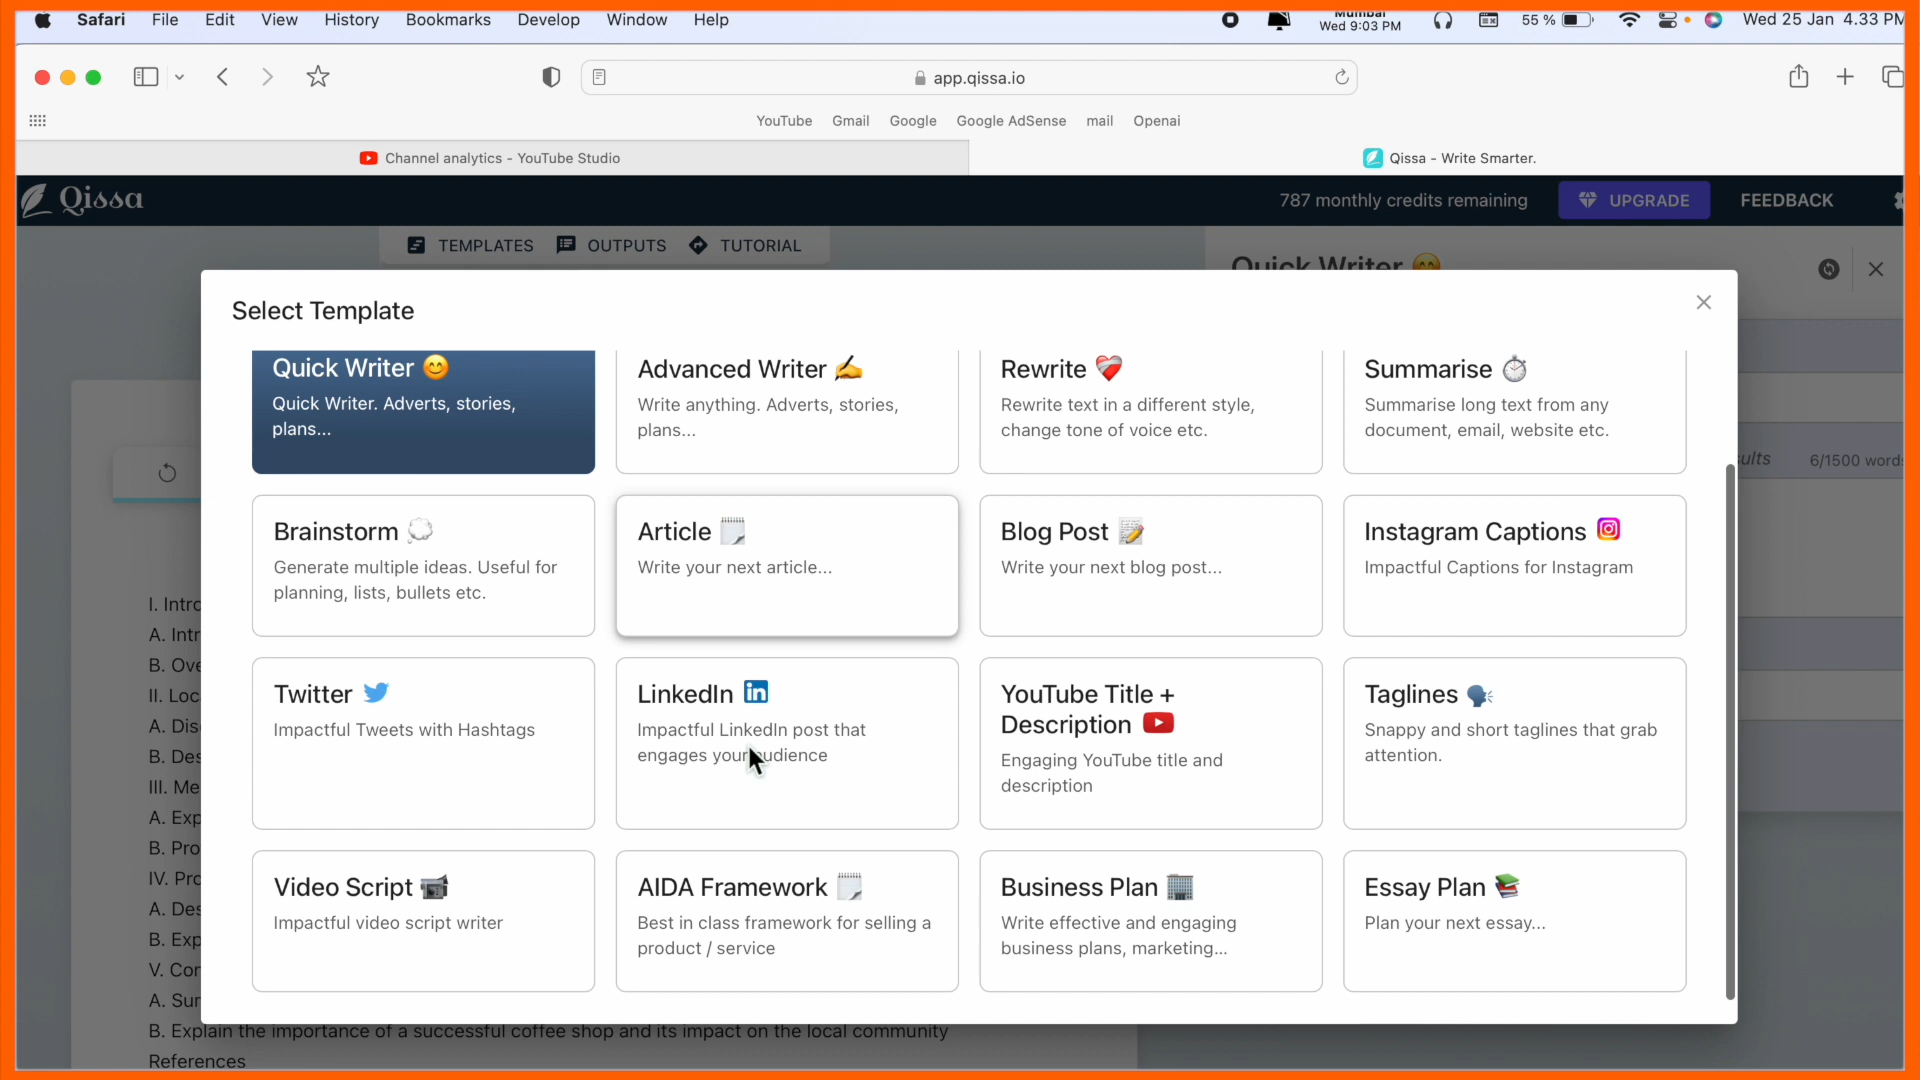 Safari File Edit View History Bookmarks Develop Window Help
Mumbai
Wed 9:03 PM
55 %
Wed 25 Jan 4.33 PM
app.qissa.io
YouTube Gmail Google Google AdSense mail Openai
Channel analytics - YouTube Studio
Qissa - Write Smarter.
Qissa
787 monthly credits remaining
UPGRADE
FEEDBACK
TEMPLATES OUTPUTS TUTORIAL
Quick Writer
Select Template
Quick Writer
Quick Writer. Adverts, stories,
plans...
Advanced Writer
Write anything. Adverts, stories,
plans...
Rewrite
Rewrite text in a different style,
change tone of voice etc.
Summarise
Summarise long text from any
document, email, website etc.
6/1500 words
Brainstorm
Generate multiple ideas. Useful for
planning, lists, bullets etc.
Article
Write your next article...
Blog Post
Write your next blog post...
Instagram Captions
Impactful Captions for Instagram
Twitter
Impactful Tweets with Hashtags
LinkedIn
Impactful LinkedIn post that
engages your audience
YouTube Title +
Description
Engaging YouTube title and
description
Taglines
Snappy and short taglines that grab
attention.
Video Script
Impactful video script writer
AIDA Framework
Best in class framework for selling a
product / service
Business Plan
Write effective and engaging
business plans, marketing...
Essay Plan
Plan your next essay...
I.
A.
B.
II.
A.
B.
III.
A.
B.
IV.
A.
B.
V.
A.
B. Explain the importance of a successful coffee shop and its impact on the local community
References